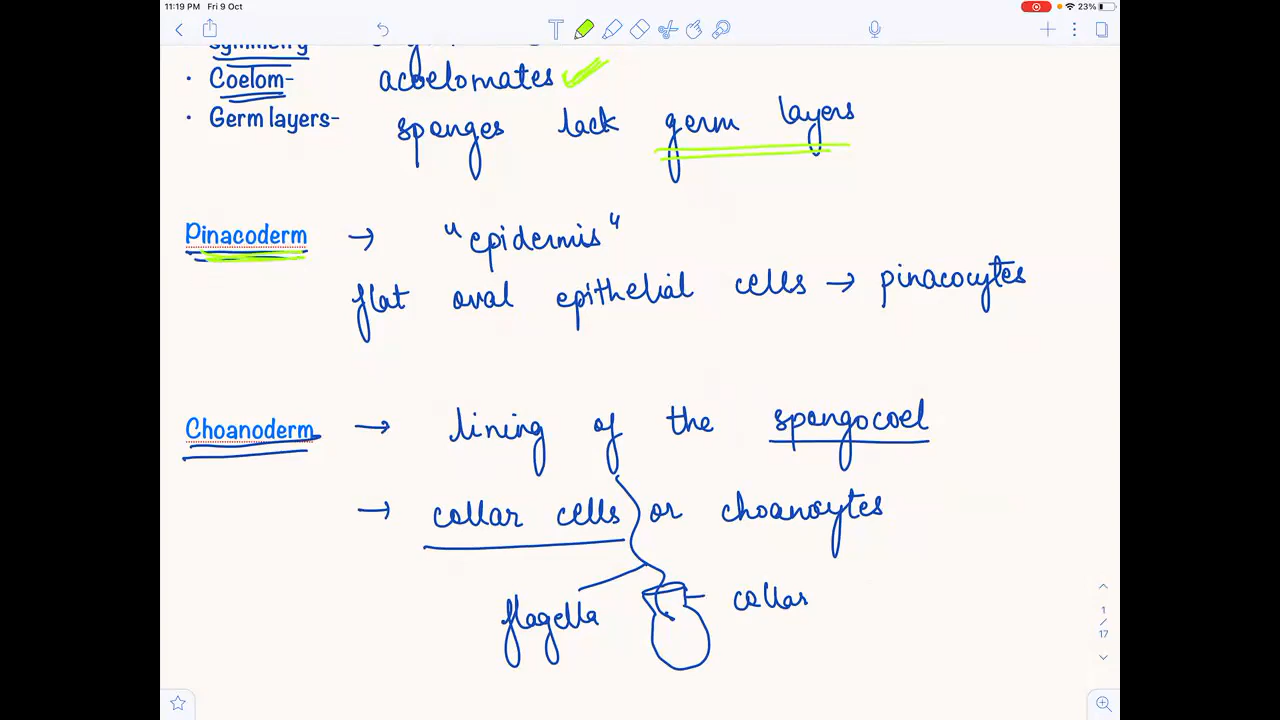 11:19 PM Fri 9 Oct
23%
symmetry
• Coelom- acoelomates
• Germ layers- sponges lack germ layers
Pinacoderm → "epidermis"
flat oval epithelial cells → pinacocytes
Choanoderm → lining of the spongocoel
→ collar cells or choanocytes
flagella collar
1
/
17